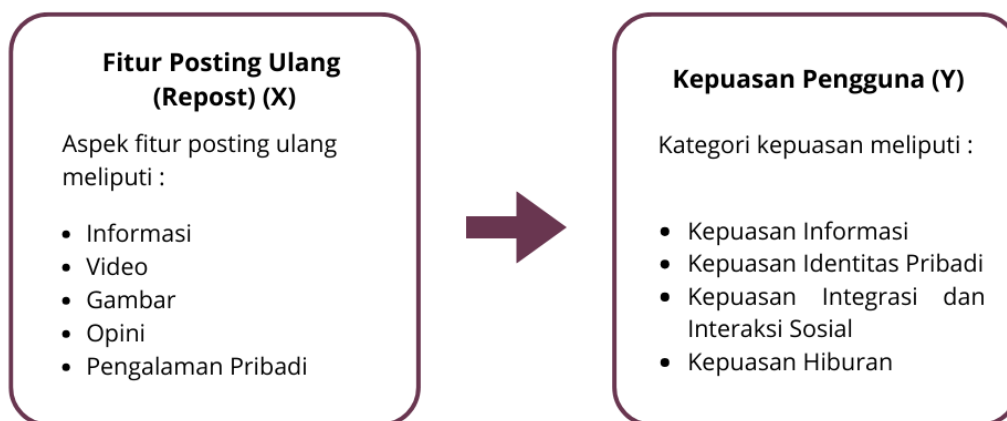 Fitur Posting Ulang
(Repost) (X)
Aspek fitur posting ulang
meliputi :
• Informasi
• Video
• Gambar
• Opini
• Pengalaman Pribadi
Kepuasan Pengguna (Y)
Kategori kepuasan meliputi :
• Kepuasan Informasi
• Kepuasan Identitas Pribadi
• Kepuasan Integrasi dan
Interaksi Sosial
• Kepuasan Hiburan